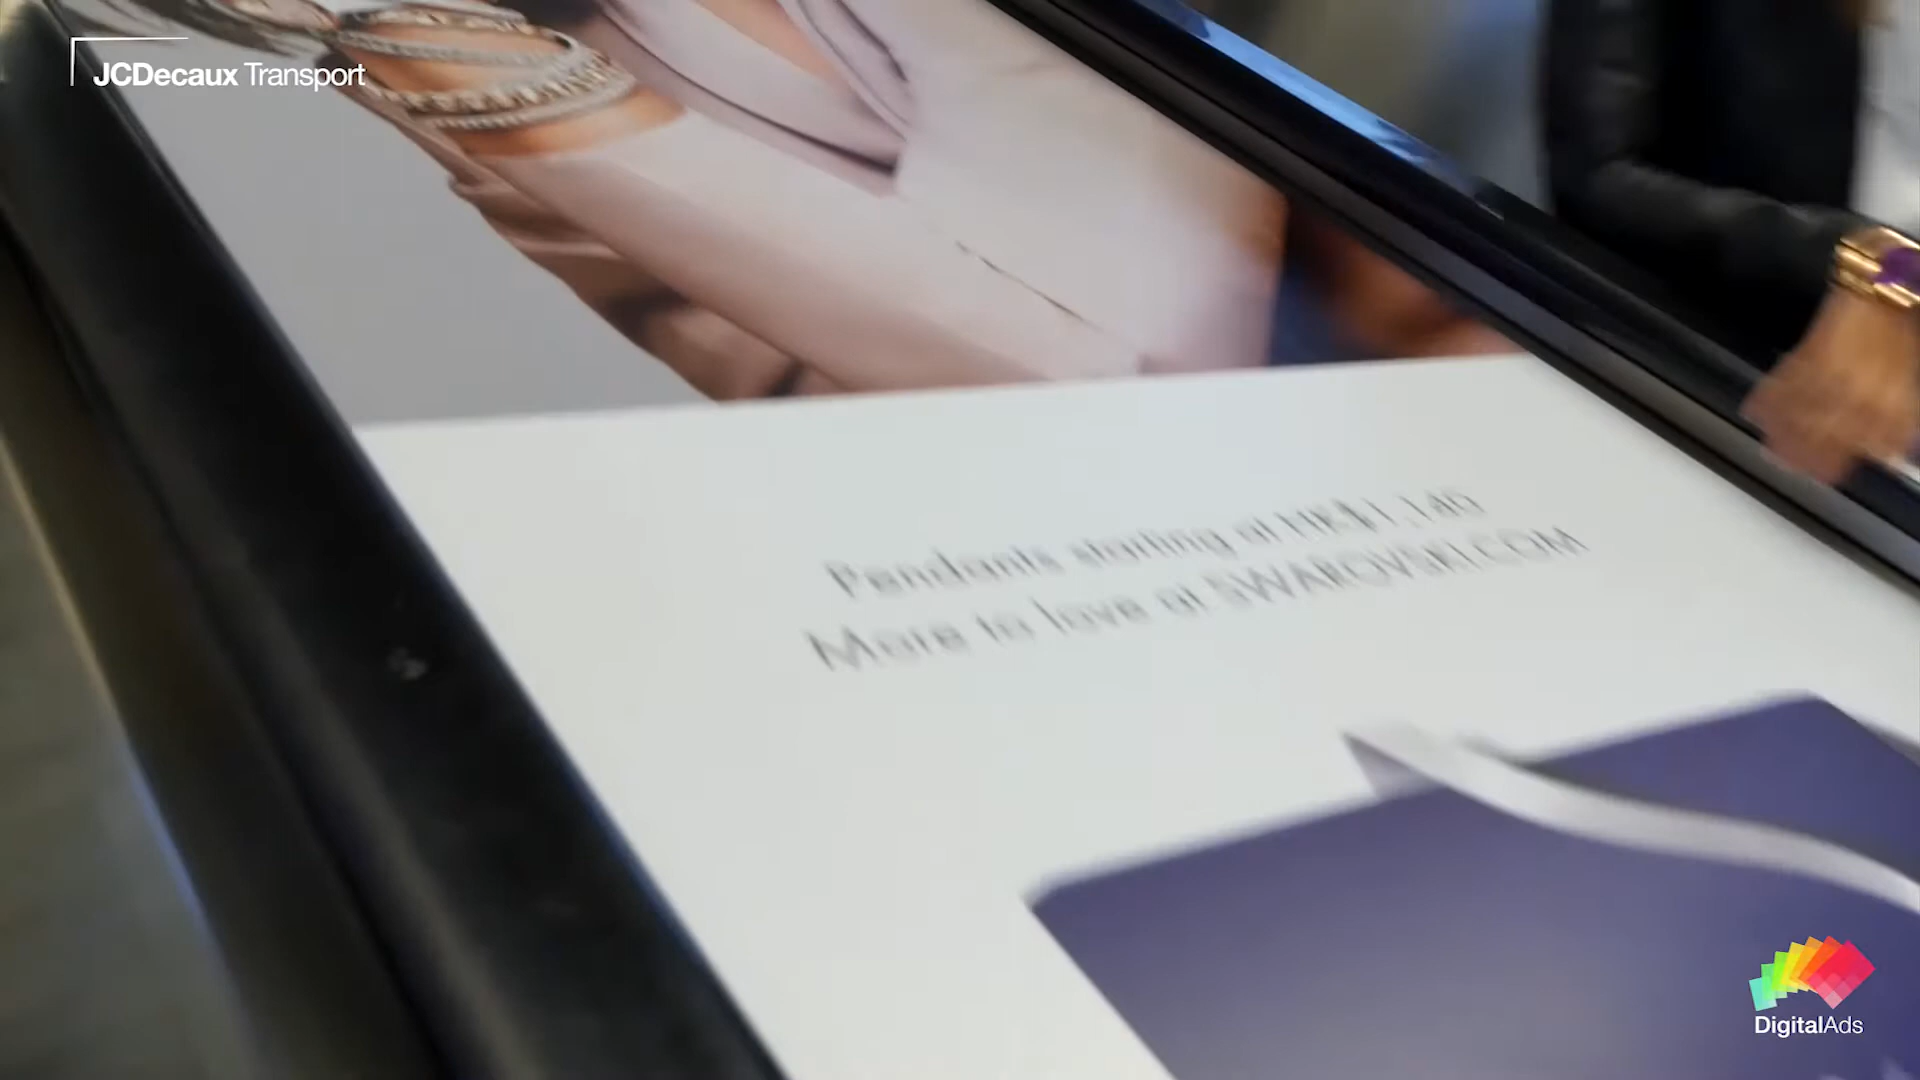 JCDecaux Transport
Pendants starting at HK$1,140
More to love at SWAROVSKI.COM
DigitalAds